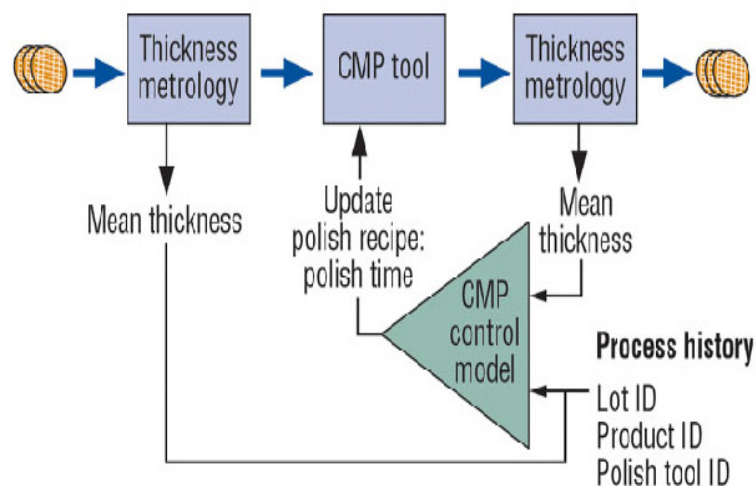 Thickness
metrology
CMP tool
Thickness
metrology
Mean thickness
Update
polish recipe:
polish time
Mean
thickness
CMP
control
model
Process history
Lot ID
Product ID
Polish tool ID